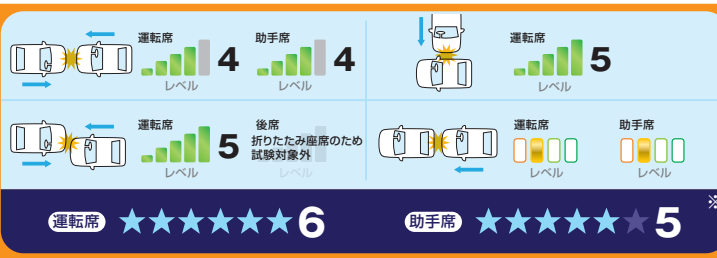 運転席
4
レベル
助手席
4
レベル
運転席
5
レベル
運転席
5
レベル
後席
折りたたみ座席のため
試験対象外
レベル
運転席
レベル
助手席
レベル
運転席 ★★★★★★ 6
助手席 ★★★★★★ 5
※